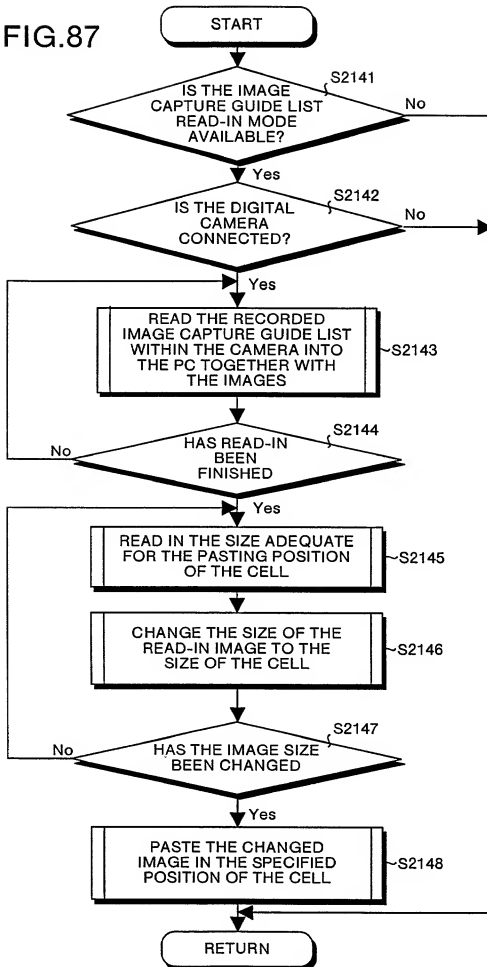 FIG.87
START
S2141
IS THE IMAGE
CAPTURE GUIDE LIST
READ-IN MODE
AVAILABLE?
No
Yes
S2142
IS THE DIGITAL
CAMERA
CONNECTED?
No
Yes
READ THE RECORDED
IMAGE CAPTURE GUIDE LIST
WITHIN THE CAMERA INTO
THE PC TOGETHER WITH
THE IMAGES
S2143
S2144
HAS READ-IN
BEEN
FINISHED
No
Yes
READ IN THE SIZE ADEQUATE
FOR THE PASTING POSITION
OF THE CELL
S2145
CHANGE THE SIZE OF THE
READ-IN IMAGE TO THE
SIZE OF THE CELL
S2146
S2147
HAS THE IMAGE SIZE
BEEN CHANGED
No
Yes
PASTE THE CHANGED
IMAGE IN THE SPECIFIED
POSITION OF THE CELL
S2148
RETURN